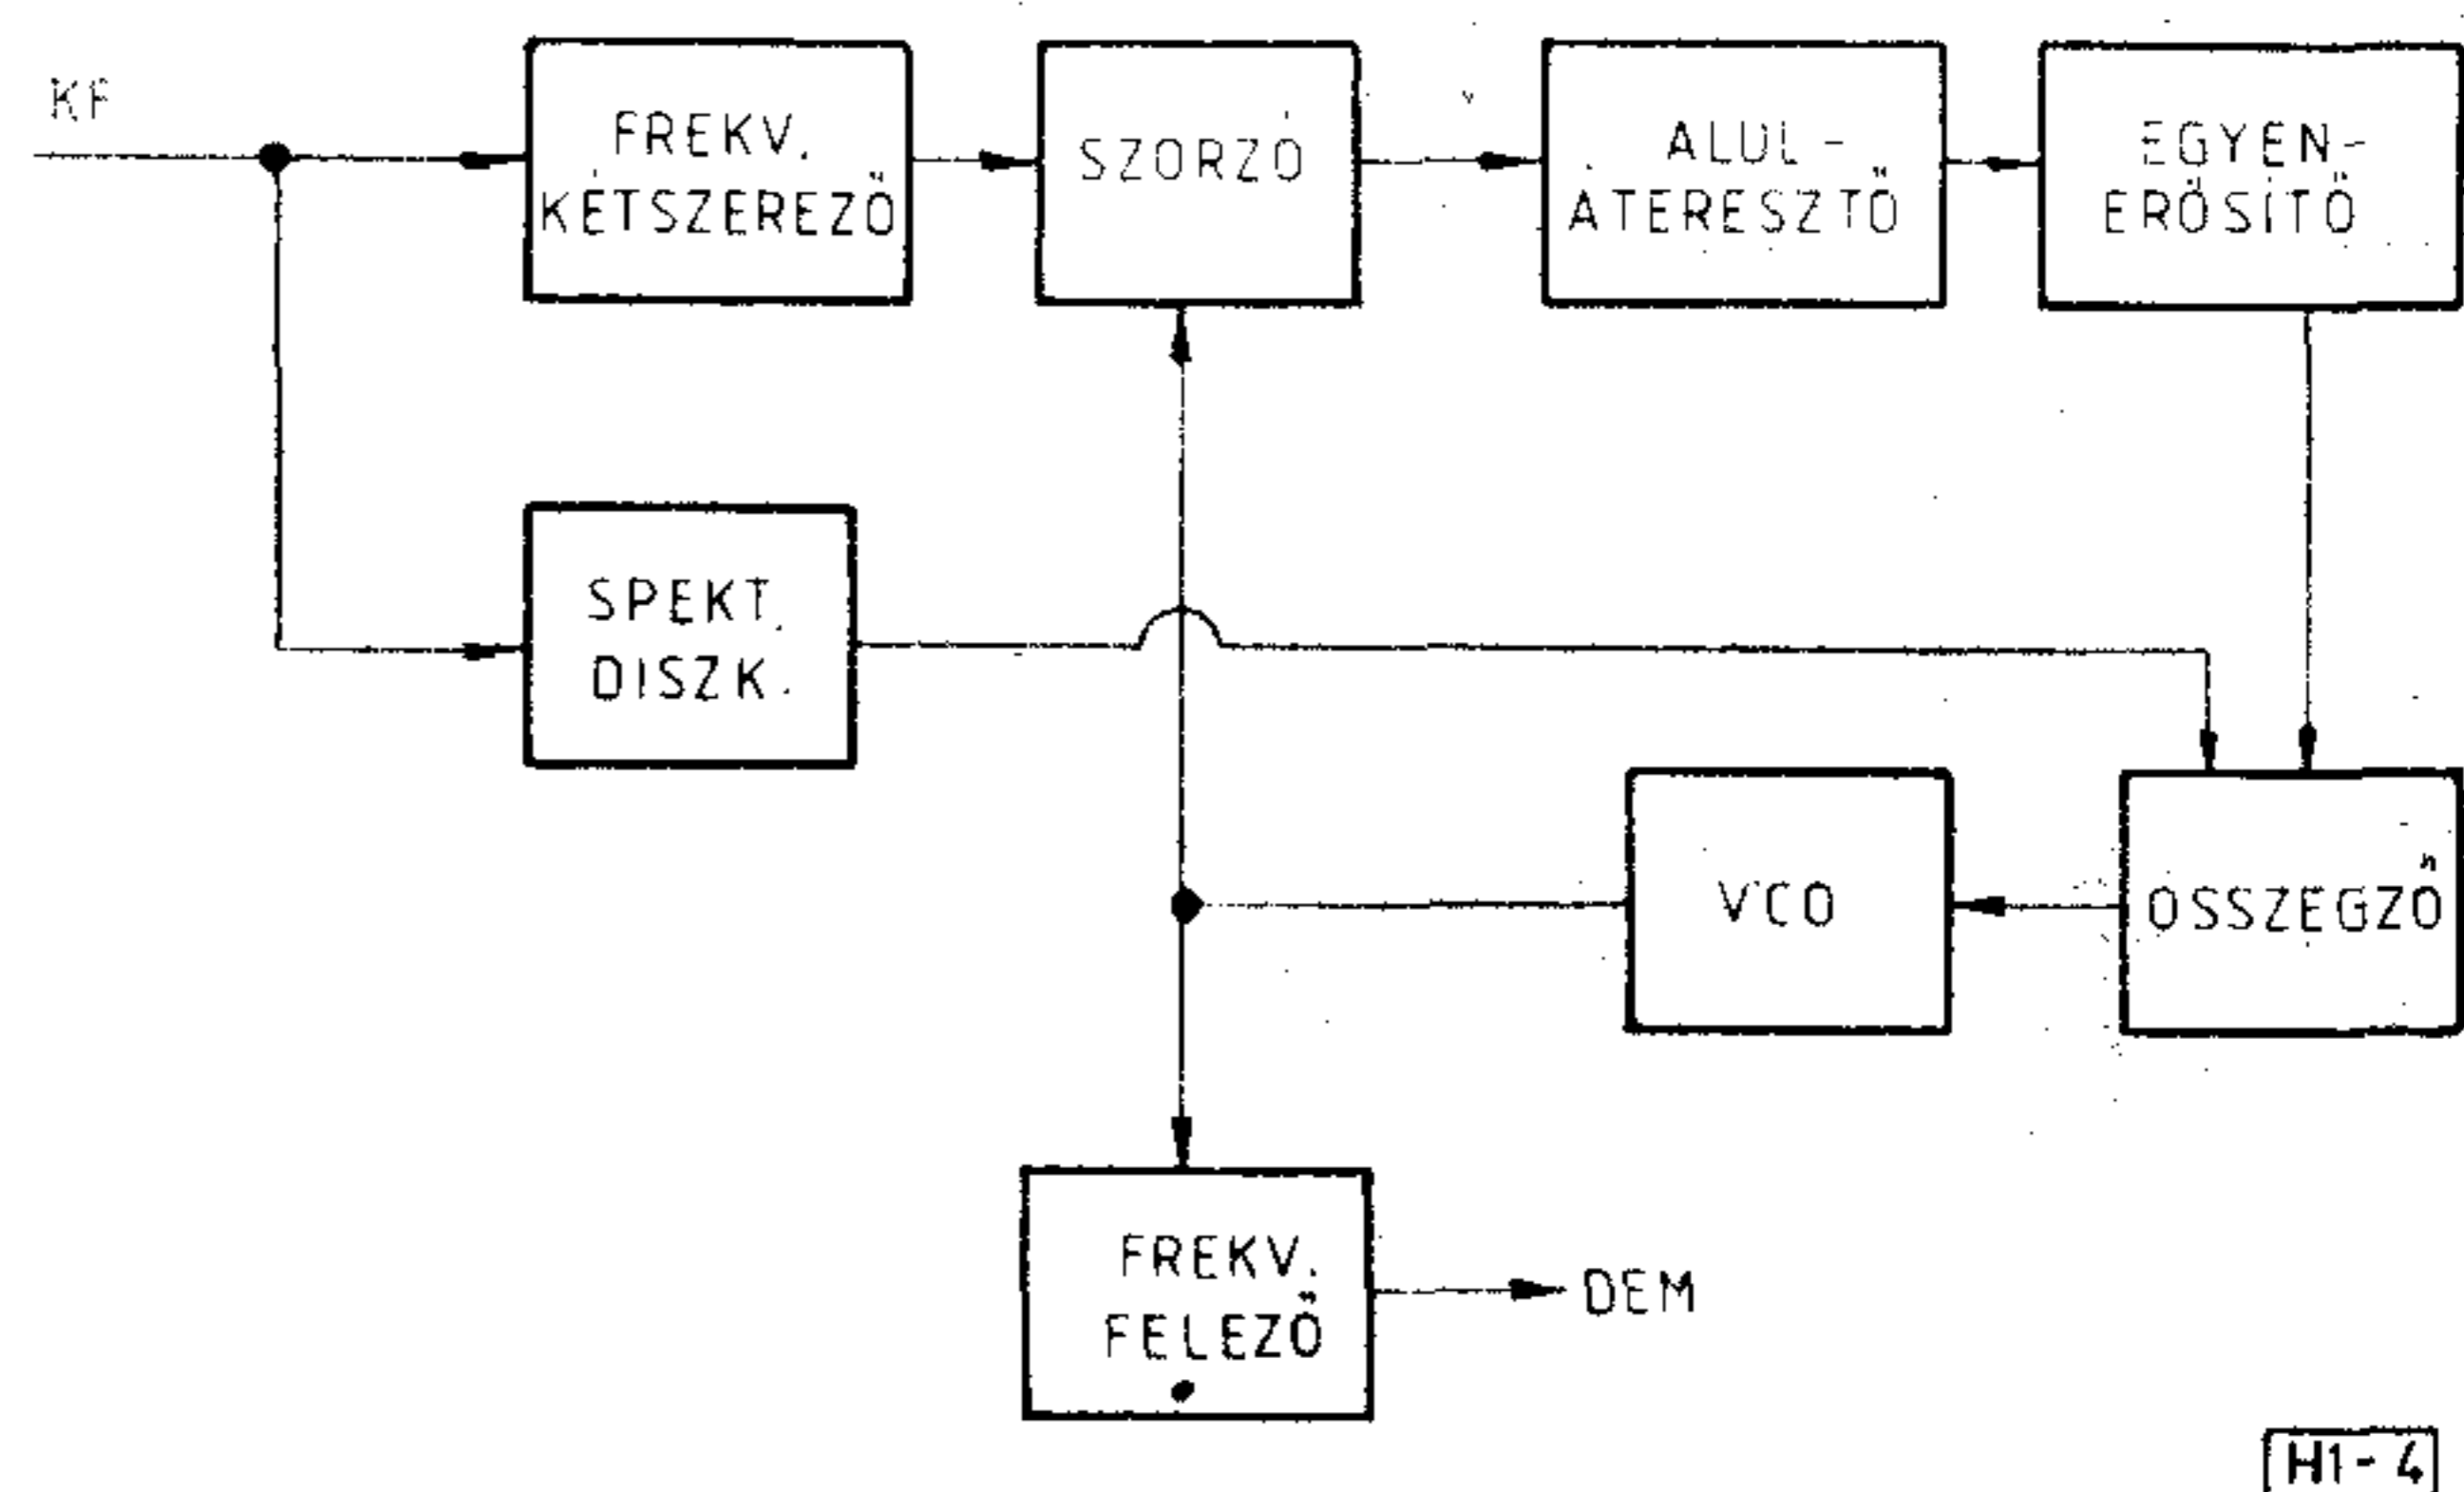 KF
FREKV.
KÉTSZEREZŐ
SZORZÓ
ALUL-
ÁTERESZTŐ
EGYEN-
ERŐSÍTŐ
SPEKT.
DISZK.
VCO
ÖSSZEGZŐ
FREKV.
FELEZŐ
DEM
H1-4